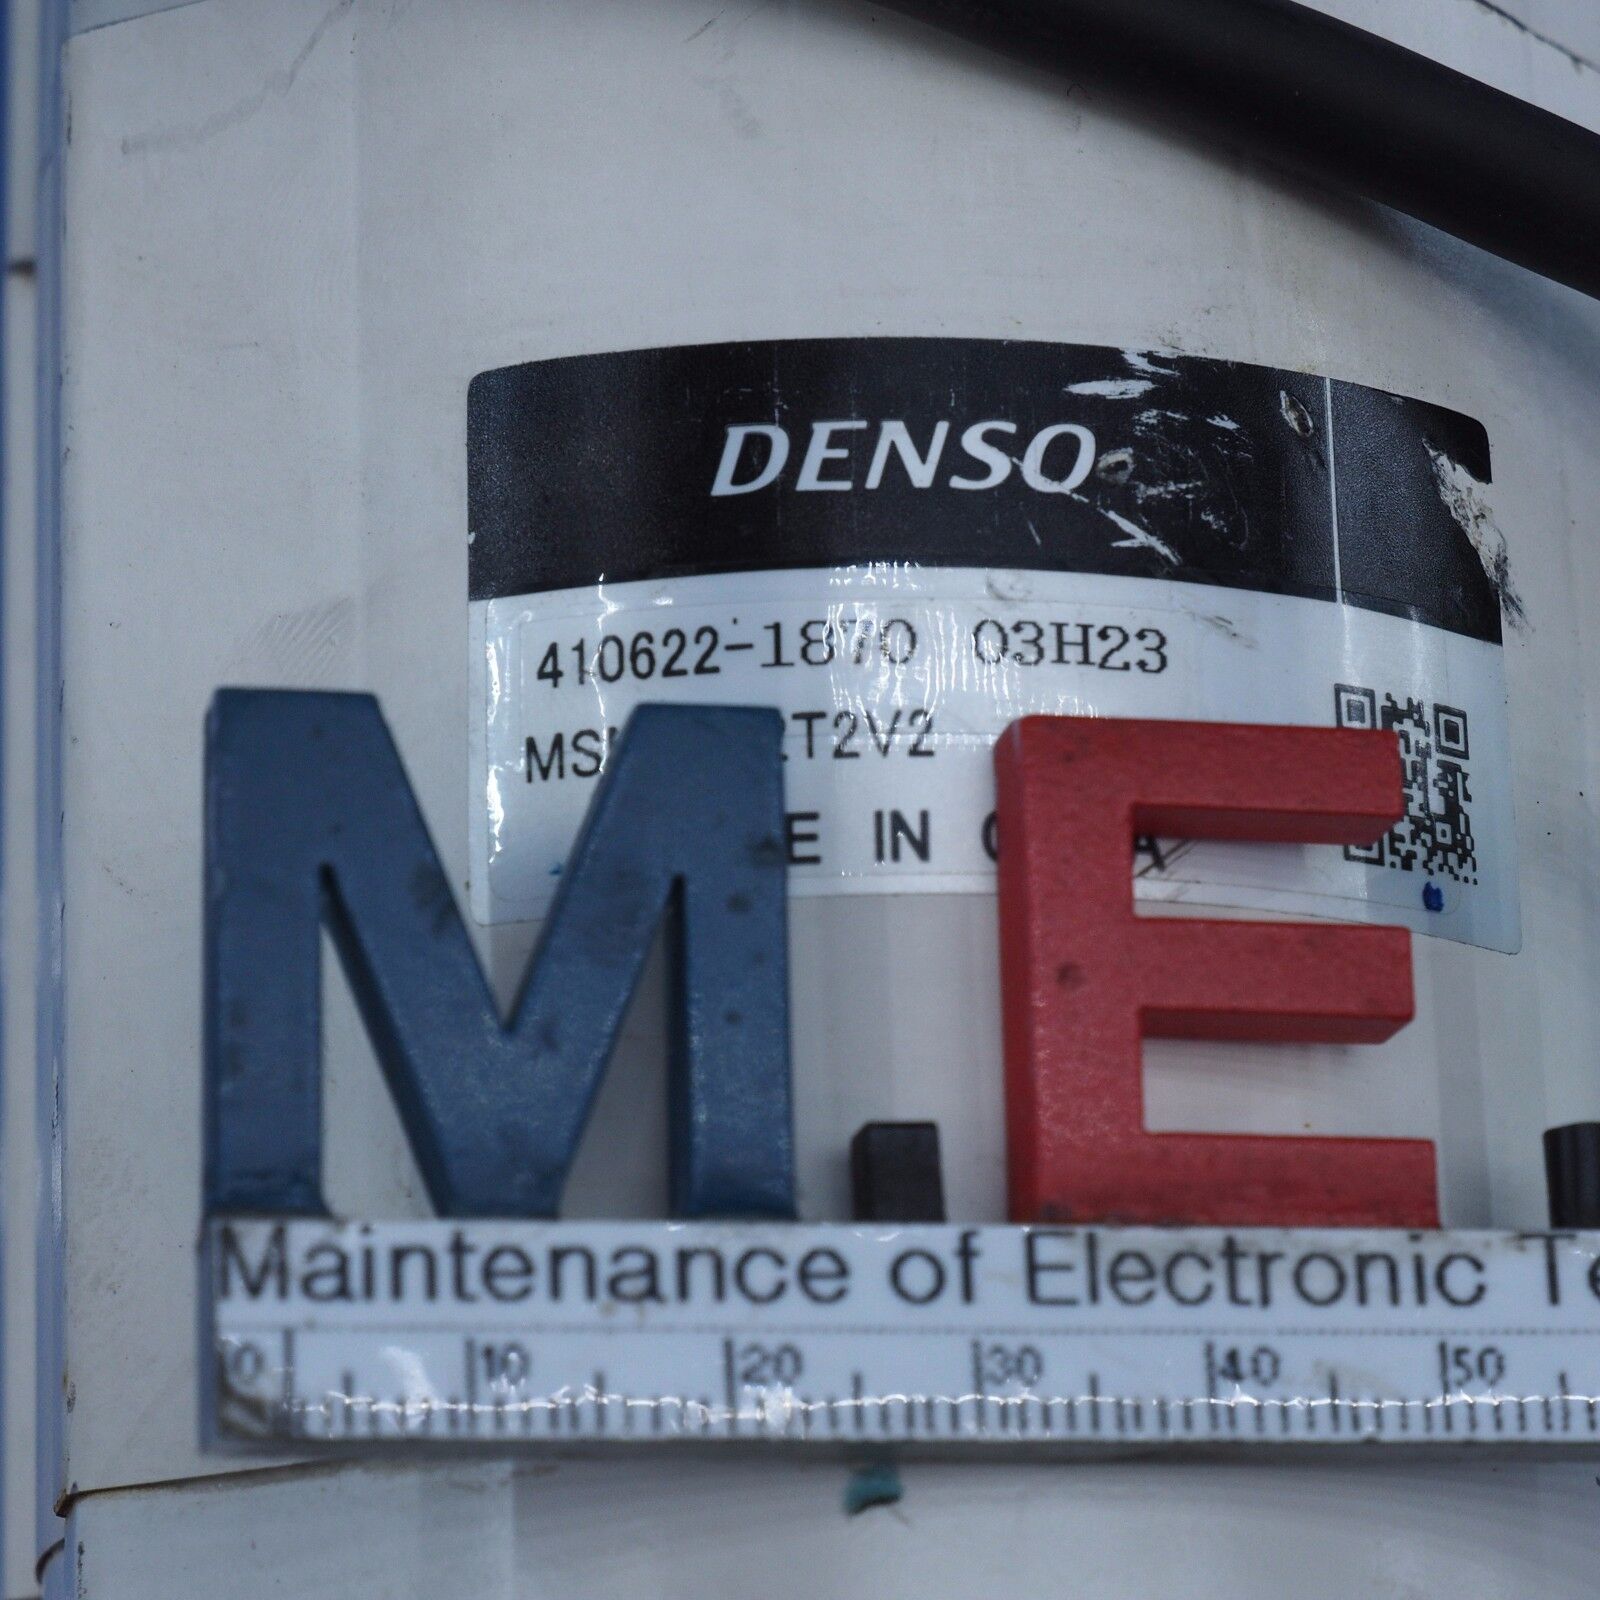 DENSO
410622-1870 03H23
T2V2
IN
M.E.
Maintenance of Electronic
0 10 20 30 40 50